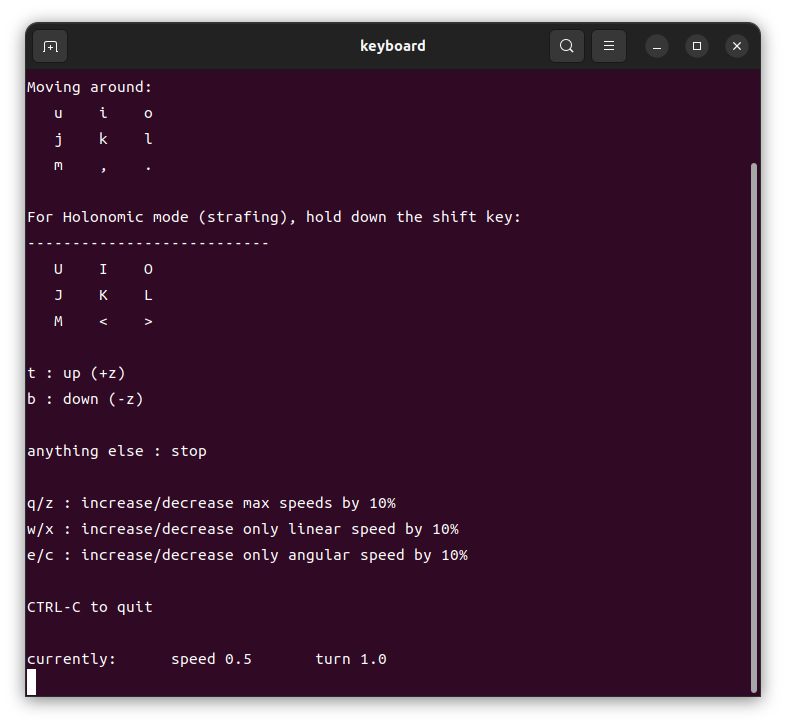 keyboard
Moving around:
   u    i    o
   j    k    l
   m    ,    .
For Holonomic mode (strafing), hold down the shift key:
---------------------------
   U    I    O
   J    K    L
   M    <    >
t : up (+z)
b : down (-z)
anything else : stop
q/z : increase/decrease max speeds by 10%
w/x : increase/decrease only linear speed by 10%
e/c : increase/decrease only angular speed by 10%
CTRL-C to quit
currently:      speed 0.5       turn 1.0